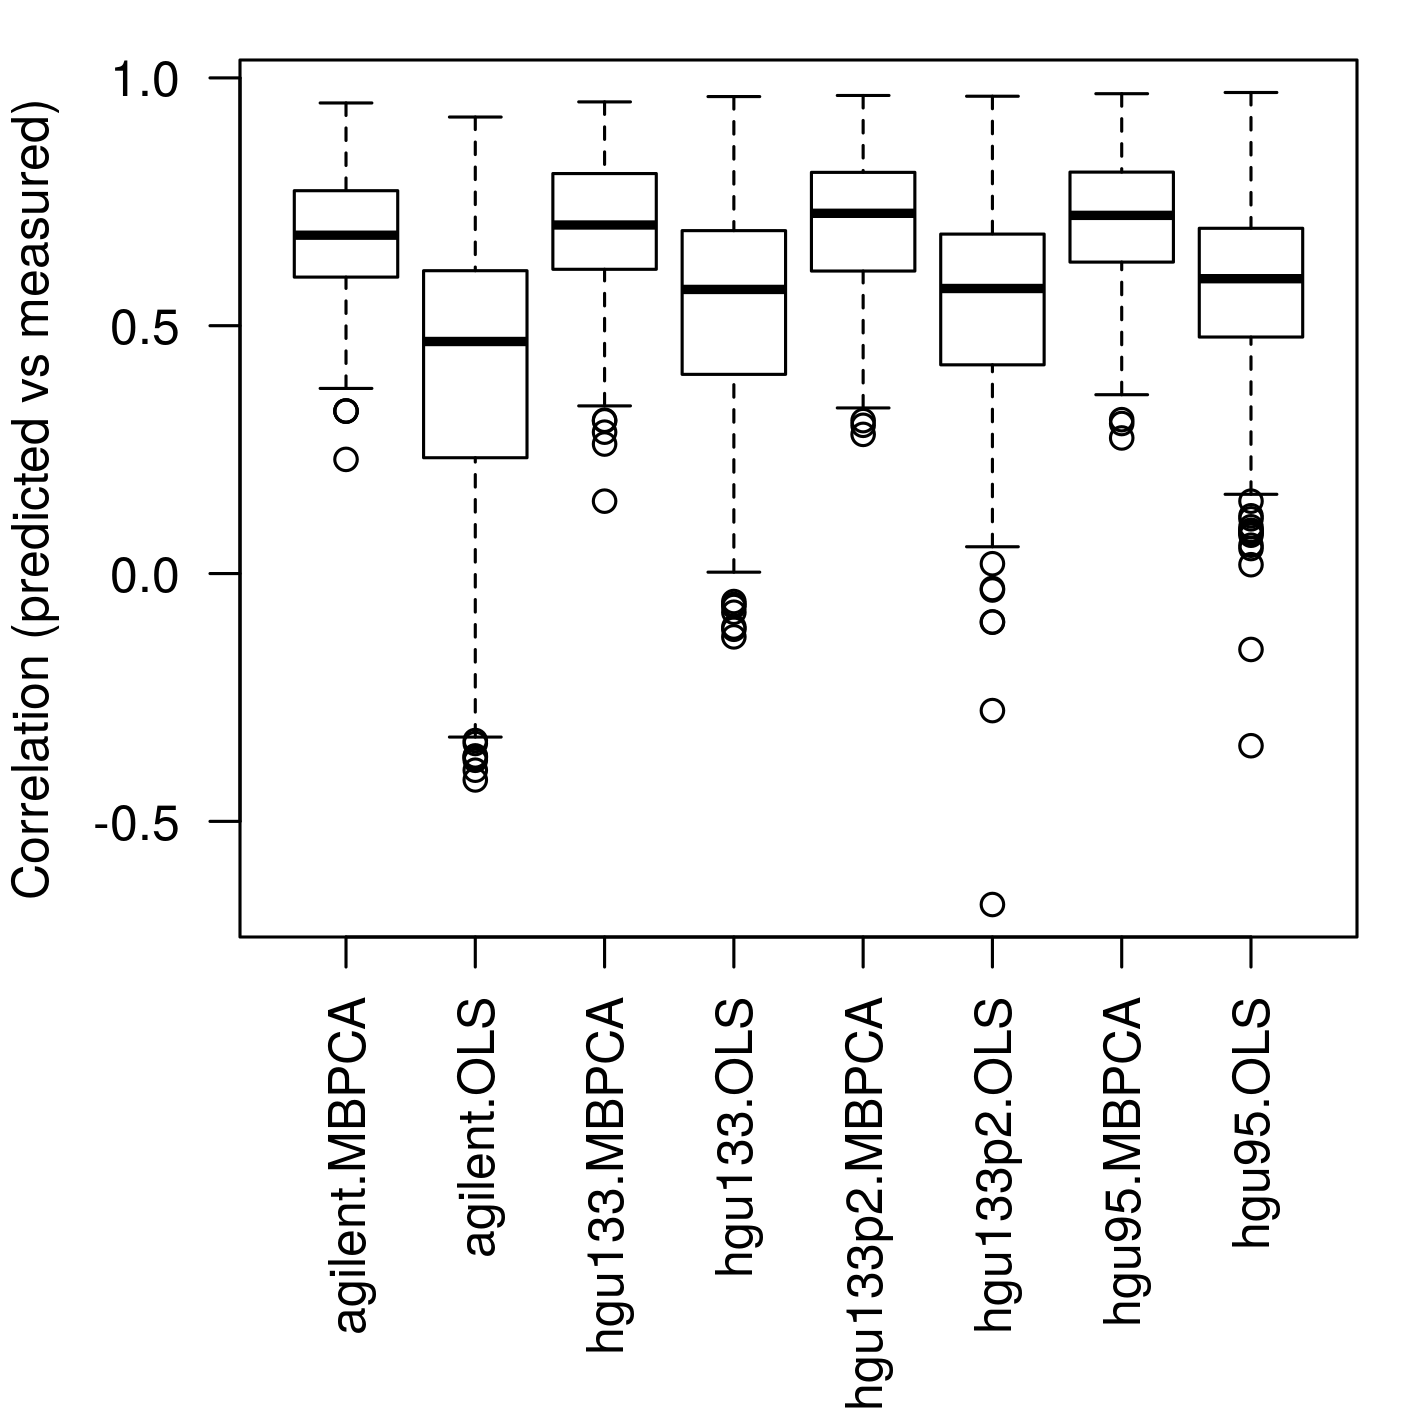 Correlation (predicted vs measured)
1.0
0.5
0.0
-0.5
agilent.MBPCA
agilent.OLS
hgu133.MBPCA
hgu133.OLS
hgu133p2.MBPCA
hgu133p2.OLS
hgu95.MBPCA
hgu95.OLS